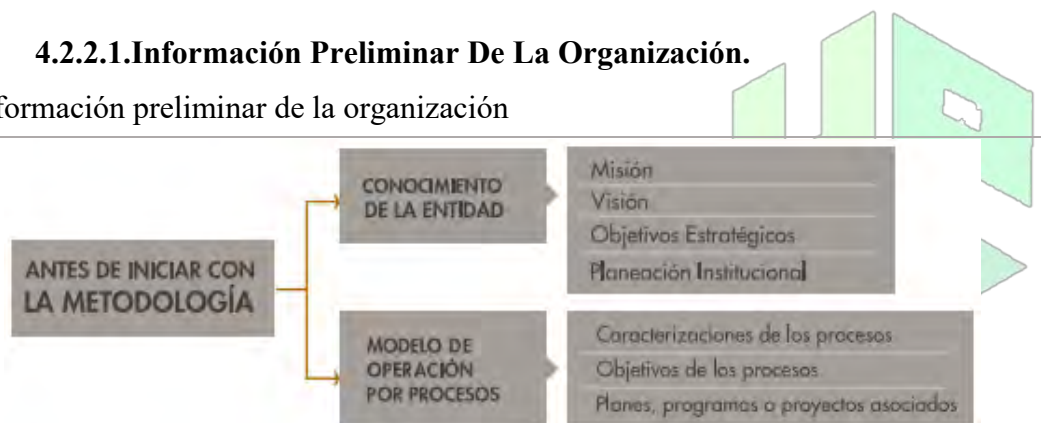 4.2.2.1.Información Preliminar De La Organización.
formación preliminar de la organización
ANTES DE INICIAR CON
LA METODOLOGÍA
CONOCIMIENTO
DE LA ENTIDAD
Misión
Visión
Objetivos Estratégicos
Planeación Institucional
MODELO DE
OPERACIÓN
POR PROCESOS
Caracterizaciones de los procesos
Objetivos de los procesos
Planes, programas o proyectos asociados